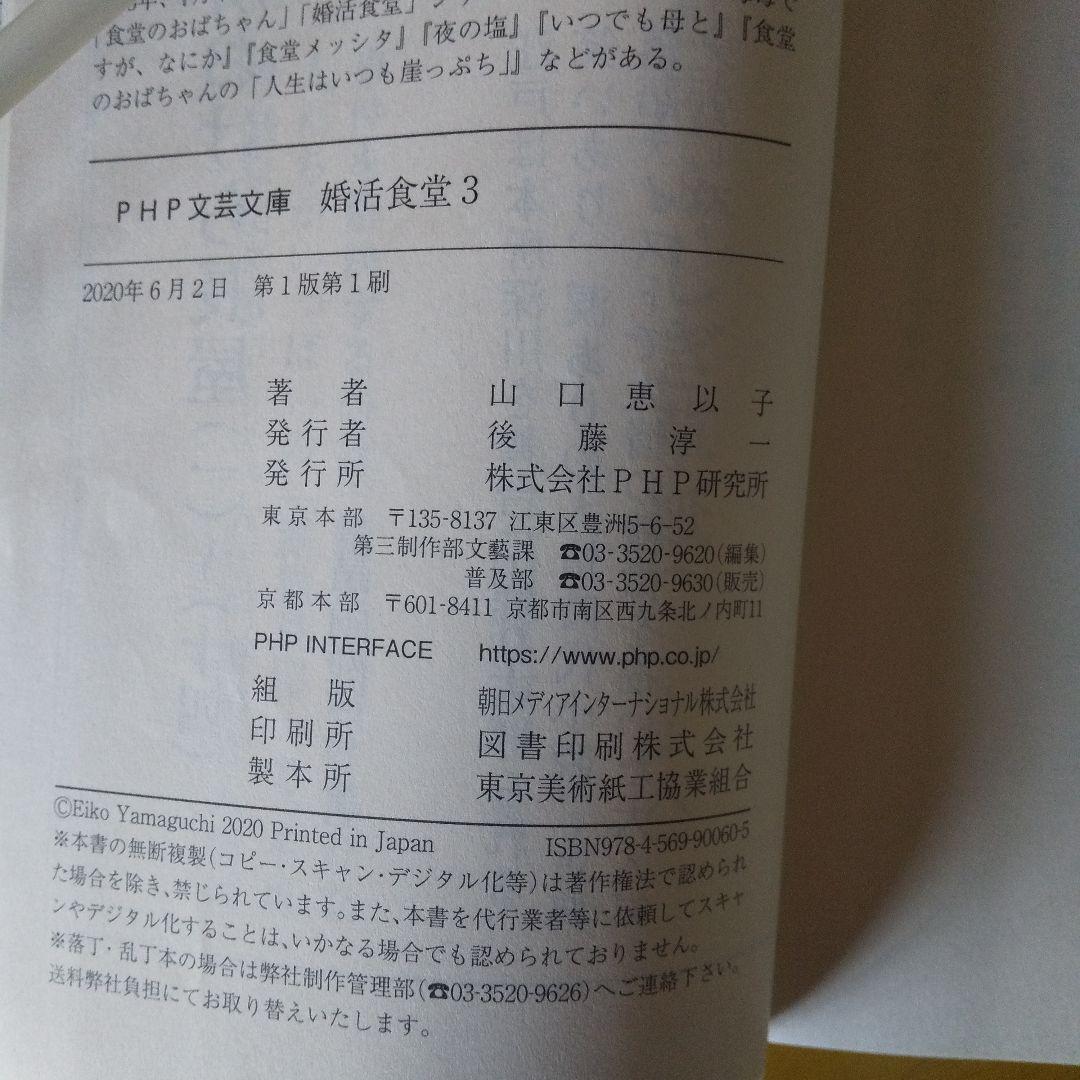 「食堂のおばちゃん」「婚活食堂」シリ
すが、なにか』『食堂メッシタ』『夜の塩』『いつでも母と』『食堂
のおばちゃんの「人生はいつも崖っぷち」』などがある。
PHP文芸文庫 婚活食堂3
2020年6月2日 第1版第1刷
著者 山口恵以子
発行者 後藤淳一
発行所 株式会社PHP研究所
東京本部 〒135-8137 江東区豊洲5-6-52
第三制作部文藝課 ☎03-3520-9620(編集)
普及部 ☎03-3520-9630(販売)
京都本部 〒601-8411 京都市南区西九条北ノ内町11
PHP INTERFACE https://www.php.co.jp/
組版 朝日メディアインターナショナル株式会社
印刷所 図書印刷株式会社
製本所 東京美術紙工協業組合
©Eiko Yamaguchi 2020 Printed in Japan ISBN978-4-569-90060-5
※本書の無断複製(コピー・スキャン・デジタル化等)は著作権法で認められ
た場合を除き、禁じられています。また、本書を代行業者等に依頼してスキャ
ンやデジタル化することは、いかなる場合でも認められておりません。
※落丁・乱丁本の場合は弊社制作管理部(☎03-3520-9626)へご連絡下さい。
送料弊社負担にてお取り替えいたします。